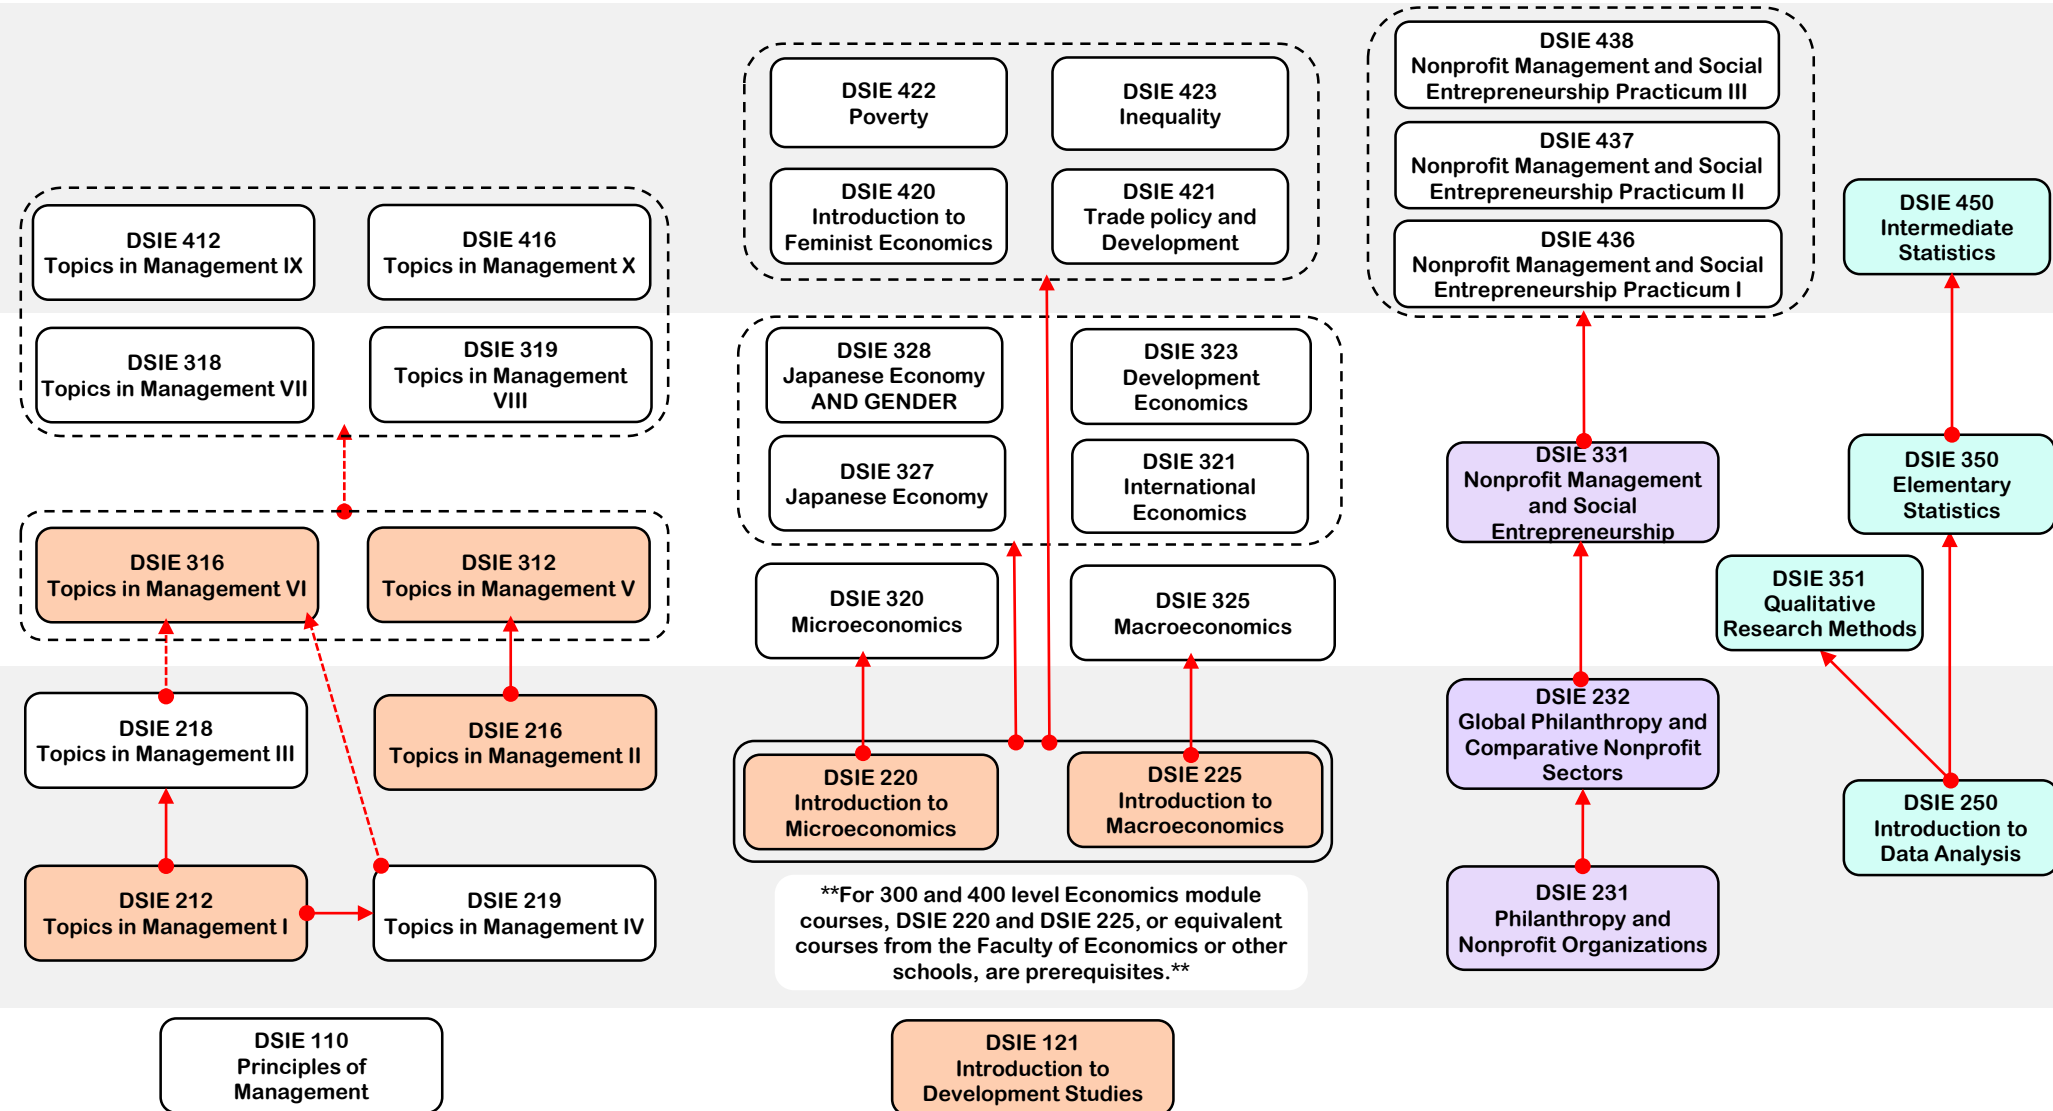 DSIE 438
Nonprofit Management and Social
Entrepreneurship Practicum III
DSIE 437
Nonprofit Management and Social
Entrepreneurship Practicum II
DSIE 436
Nonprofit Management and Social
Entrepreneurship Practicum I
DSIE 422
Poverty
DSIE 423
Inequality
DSIE 420
Introduction to
Feminist Economics
DSIE 421
Trade policy and
Development
DSIE 450
Intermediate
Statistics
DSIE 412
Topics in Management IX
DSIE 416
Topics in Management X
DSIE 318
Topics in Management VII
DSIE 319
Topics in Management
VIII
DSIE 328
Japanese Economy
AND GENDER
DSIE 323
Development
Economics
DSIE 327
Japanese Economy
DSIE 321
International
Economics
DSIE 331
Nonprofit Management
and Social
Entrepreneurship
DSIE 350
Elementary
Statistics
DSIE 316
Topics in Management VI
DSIE 312
Topics in Management V
DSIE 320
Microeconomics
DSIE 325
Macroeconomics
DSIE 351
Qualitative
Research Methods
DSIE 218
Topics in Management III
DSIE 216
Topics in Management II
DSIE 220
Introduction to
Microeconomics
DSIE 225
Introduction to
Macroeconomics
DSIE 232
Global Philanthropy and
Comparative Nonprofit
Sectors
DSIE 250
Introduction to
Data Analysis
DSIE 212
Topics in Management I
DSIE 219
Topics in Management IV
**For 300 and 400 level Economics module
courses, DSIE 220 and DSIE 225, or equivalent
courses from the Faculty of Economics or other
schools, are prerequisites.**
DSIE 231
Philanthropy and
Nonprofit Organizations
DSIE 110
Principles of
Management
DSIE 121
Introduction to
Development Studies